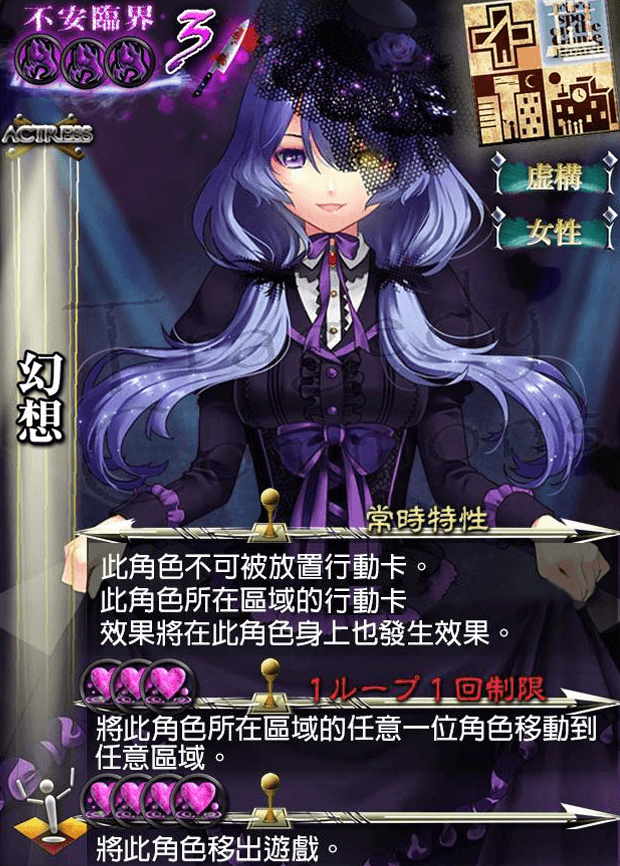 不安臨界
3
ACTRESS
虛構
女性
幻想
常時特性
此角色不可被放置行動卡。
此角色所在區域的行動卡
效果將在此角色身上也發生效果。
1ループ1回制限
將此角色所在區域的任意一位角色移動到
任意區域。
將此角色移出遊戲。